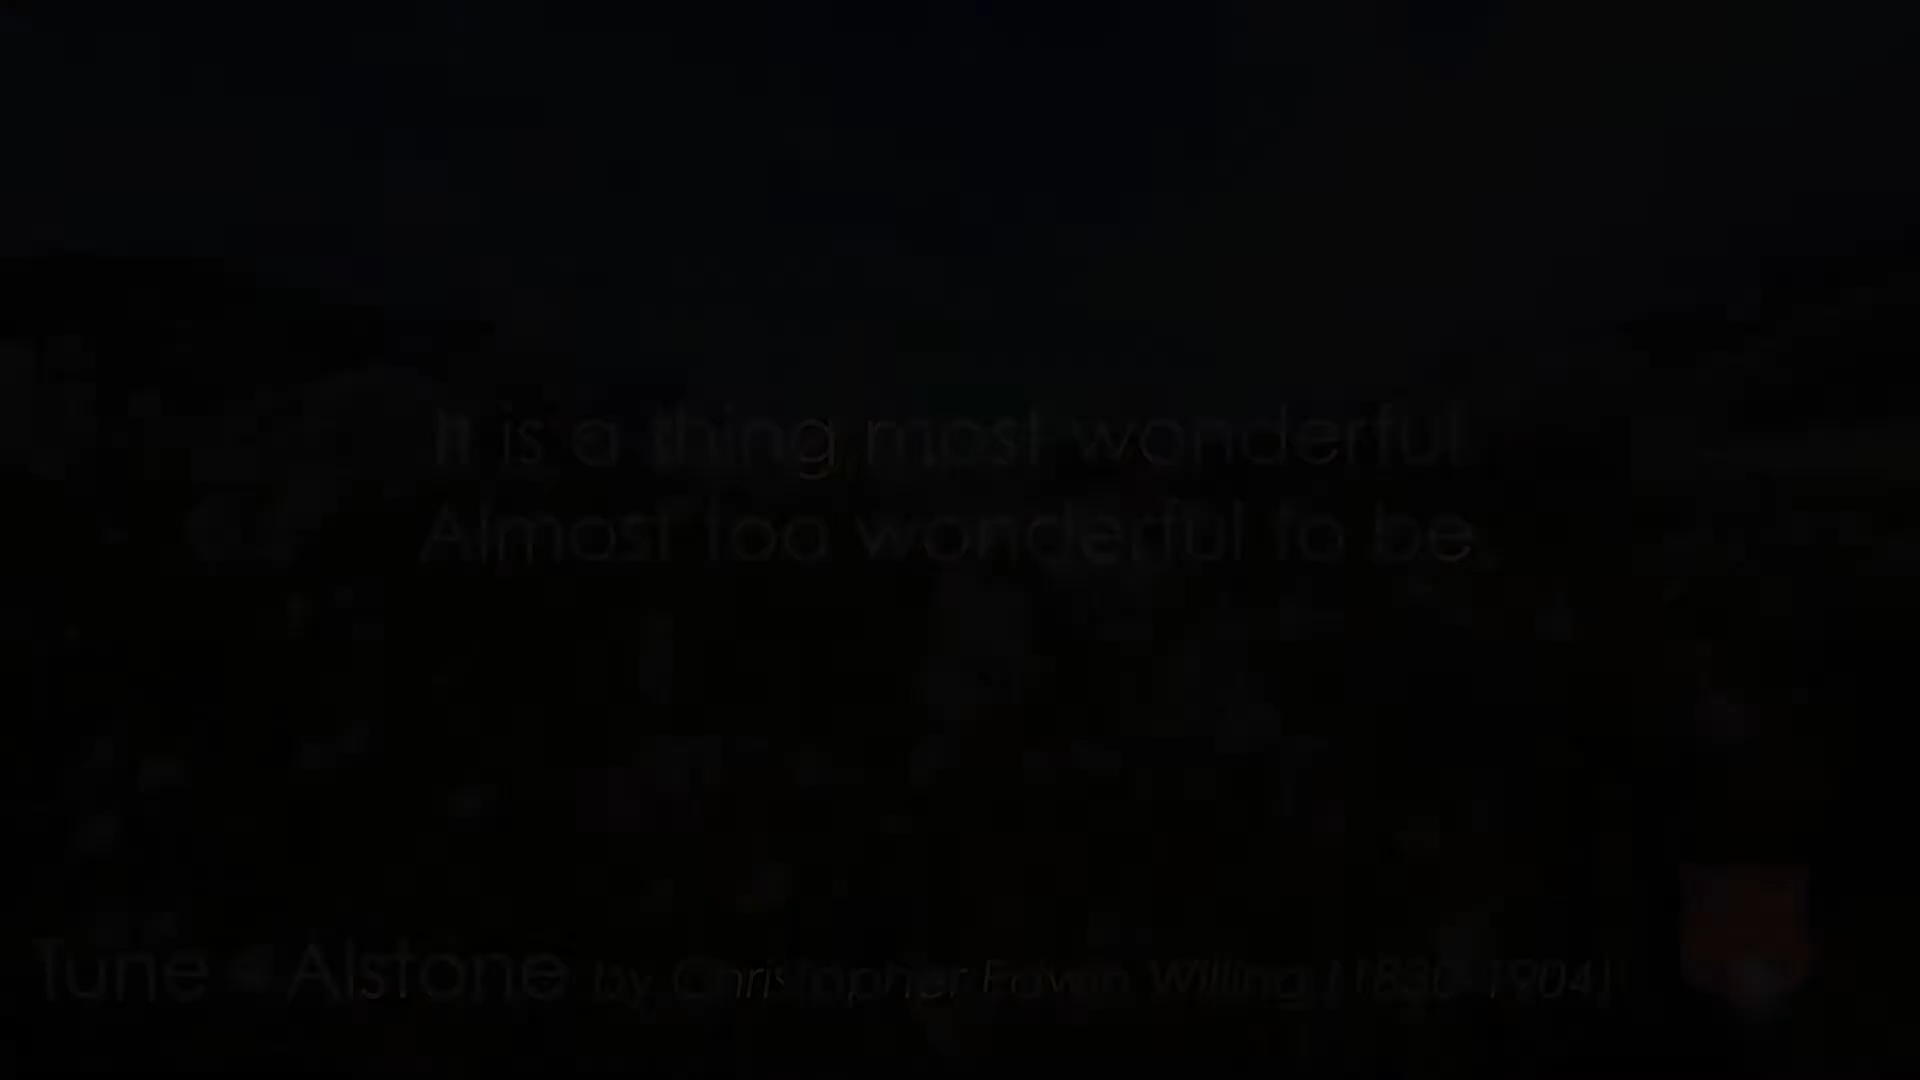 It is a thing most wonderful
Almost too wonderful to be
Tune - Alstone by Christopher Edwin Willing (1830-1904)